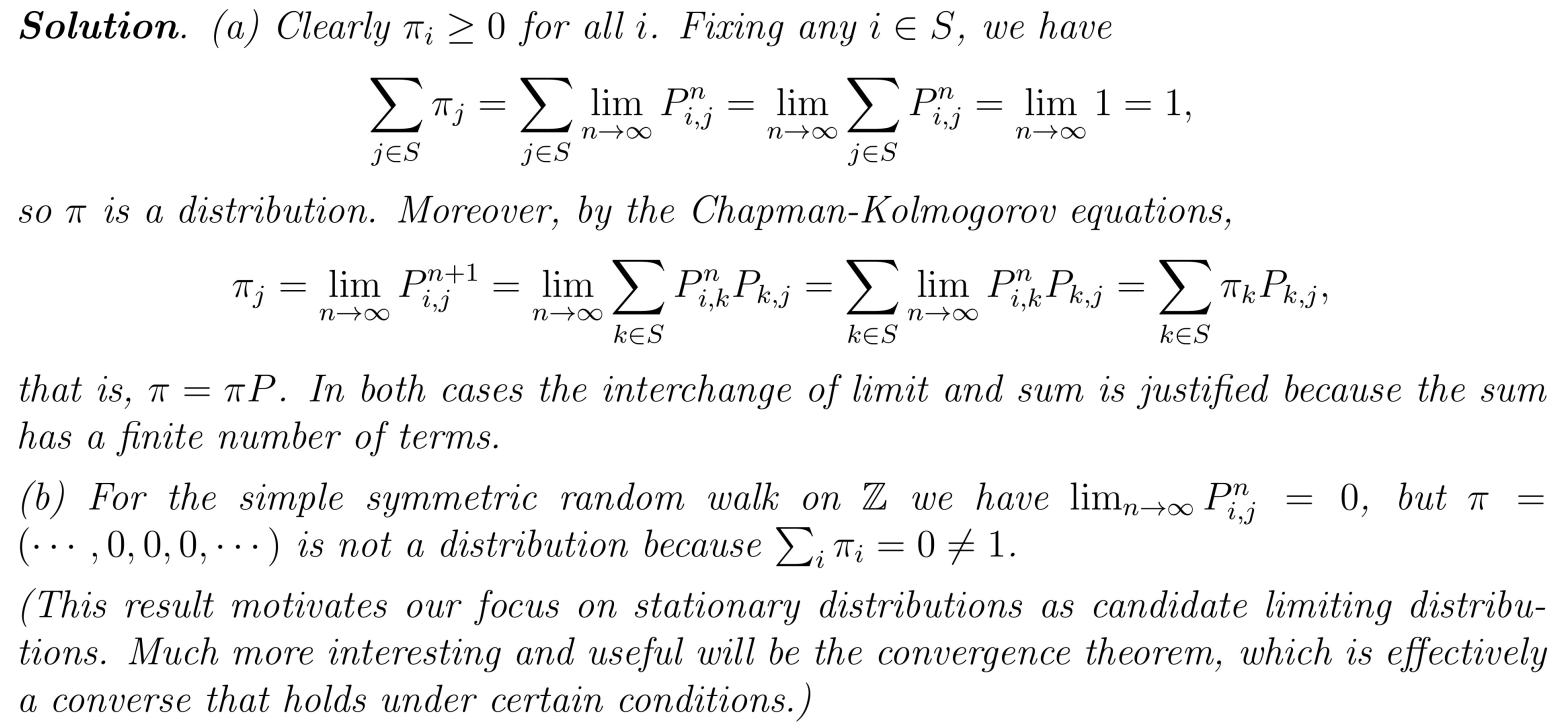 Solution. (a) Clearly $\pi_i \geq 0$ for all $i$. Fixing any $i \in S$, we have
$$\sum_{j \in S} \pi_j = \sum_{j \in S} \lim_{n \to \infty} P_{i,j}^n = \lim_{n \to \infty} \sum_{j \in S} P_{i,j}^n = \lim_{n \to \infty} 1 = 1,$$
so $\pi$ is a distribution. Moreover, by the Chapman-Kolmogorov equations,
$$\pi_j = \lim_{n \to \infty} P_{i,j}^{n+1} = \lim_{n \to \infty} \sum_{k \in S} P_{i,k}^n P_{k,j} = \sum_{k \in S} \lim_{n \to \infty} P_{i,k}^n P_{k,j} = \sum_{k \in S} \pi_k P_{k,j},$$
that is, $\pi = \pi P$. In both cases the interchange of limit and sum is justified because the sum
has a finite number of terms.
(b) For the simple symmetric random walk on $\mathbb{Z}$ we have $\lim_{n \to \infty} P_{i,j}^n = 0$, but $\pi =$
$(\cdots, 0, 0, 0, \cdots)$ is not a distribution because $\sum_i \pi_i = 0 \neq 1$.
(This result motivates our focus on stationary distributions as candidate limiting distribu-
tions. Much more interesting and useful will be the convergence theorem, which is effectively
a converse that holds under certain conditions.)